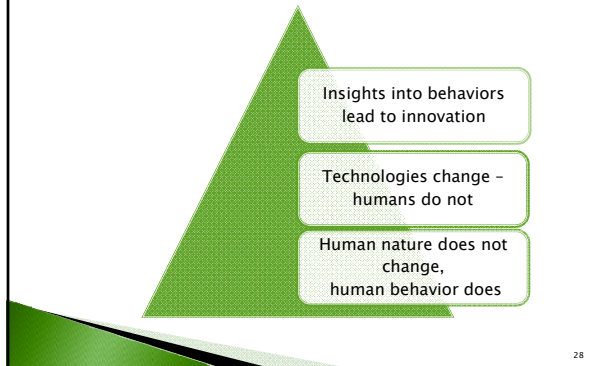 Insights into behaviors
lead to innovation
Technologies change –
humans do not
Human nature does not
change,
human behavior does
28